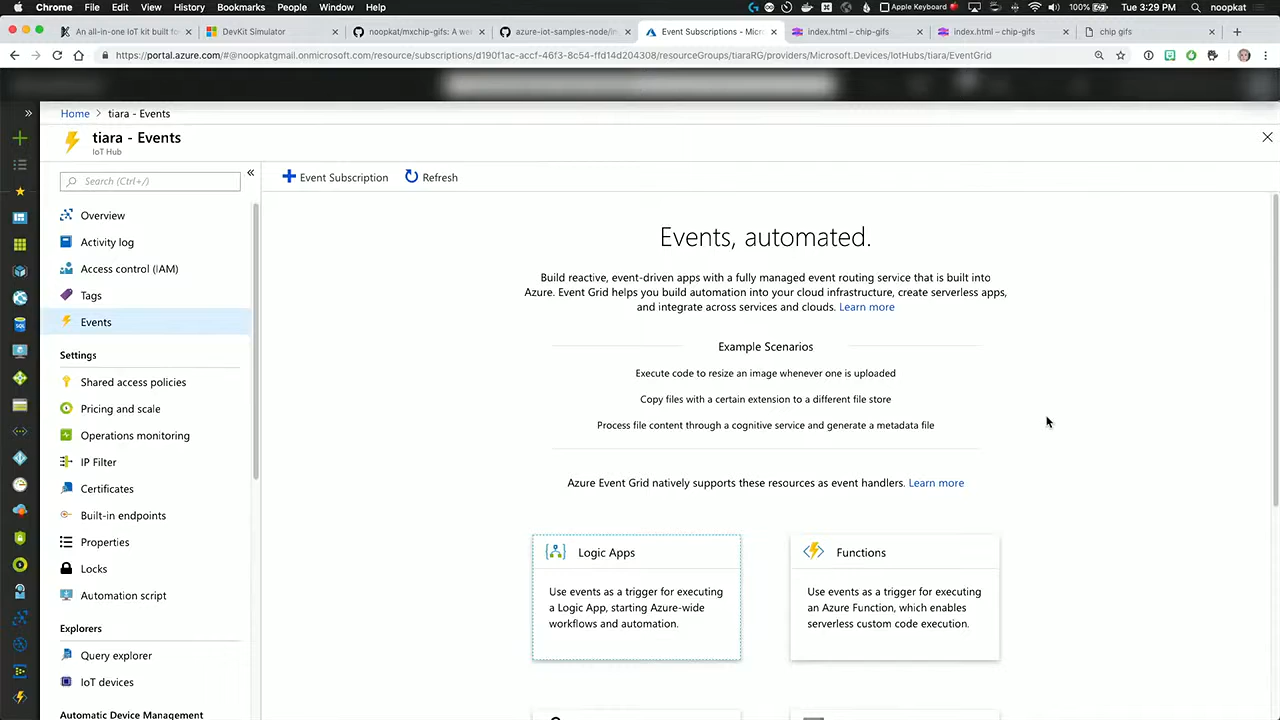 Chrome File Edit View History Bookmarks People Window Help
Apple Keyboard 100% Tue 3:29 PM noopkat
An all-in-one IoT kit built to DevKit Simulator noopkat/mxchip-gifs: A we azure-iot-samples-node/in Event Subscriptions - Micr index.html – chip-gifs index.html – chip-gifs chip gifs
https://portal.azure.com/#@noopkatgmail.onmicrosoft.com/resource/subscriptions/d190f1ac-accf-46f3-8c54-ffd14d204308/resourceGroups/tiaraRG/providers/Microsoft.Devices/IotHubs/tiara/EventGrid
Home > tiara - Events
tiara - Events
IoT Hub
Search (Ctrl+/)
Overview
Activity log
Access control (IAM)
Tags
Events
Settings
Shared access policies
Pricing and scale
Operations monitoring
IP Filter
Certificates
Built-in endpoints
Properties
Locks
Automation script
Explorers
Query explorer
IoT devices
Automatic Device Management
Event Subscription Refresh
Events, automated.
Build reactive, event-driven apps with a fully managed event routing service that is built into
Azure. Event Grid helps you build automation into your cloud infrastructure, create serverless apps,
and integrate across services and clouds. Learn more
Example Scenarios
Execute code to resize an image whenever one is uploaded
Copy files with a certain extension to a different file store
Process file content through a cognitive service and generate a metadata file
Azure Event Grid natively supports these resources as event handlers. Learn more
Logic Apps
Use events as a trigger for executing
a Logic App, starting Azure-wide
workflows and automation.
Functions
Use events as a trigger for executing
an Azure Function, which enables
serverless custom code execution.